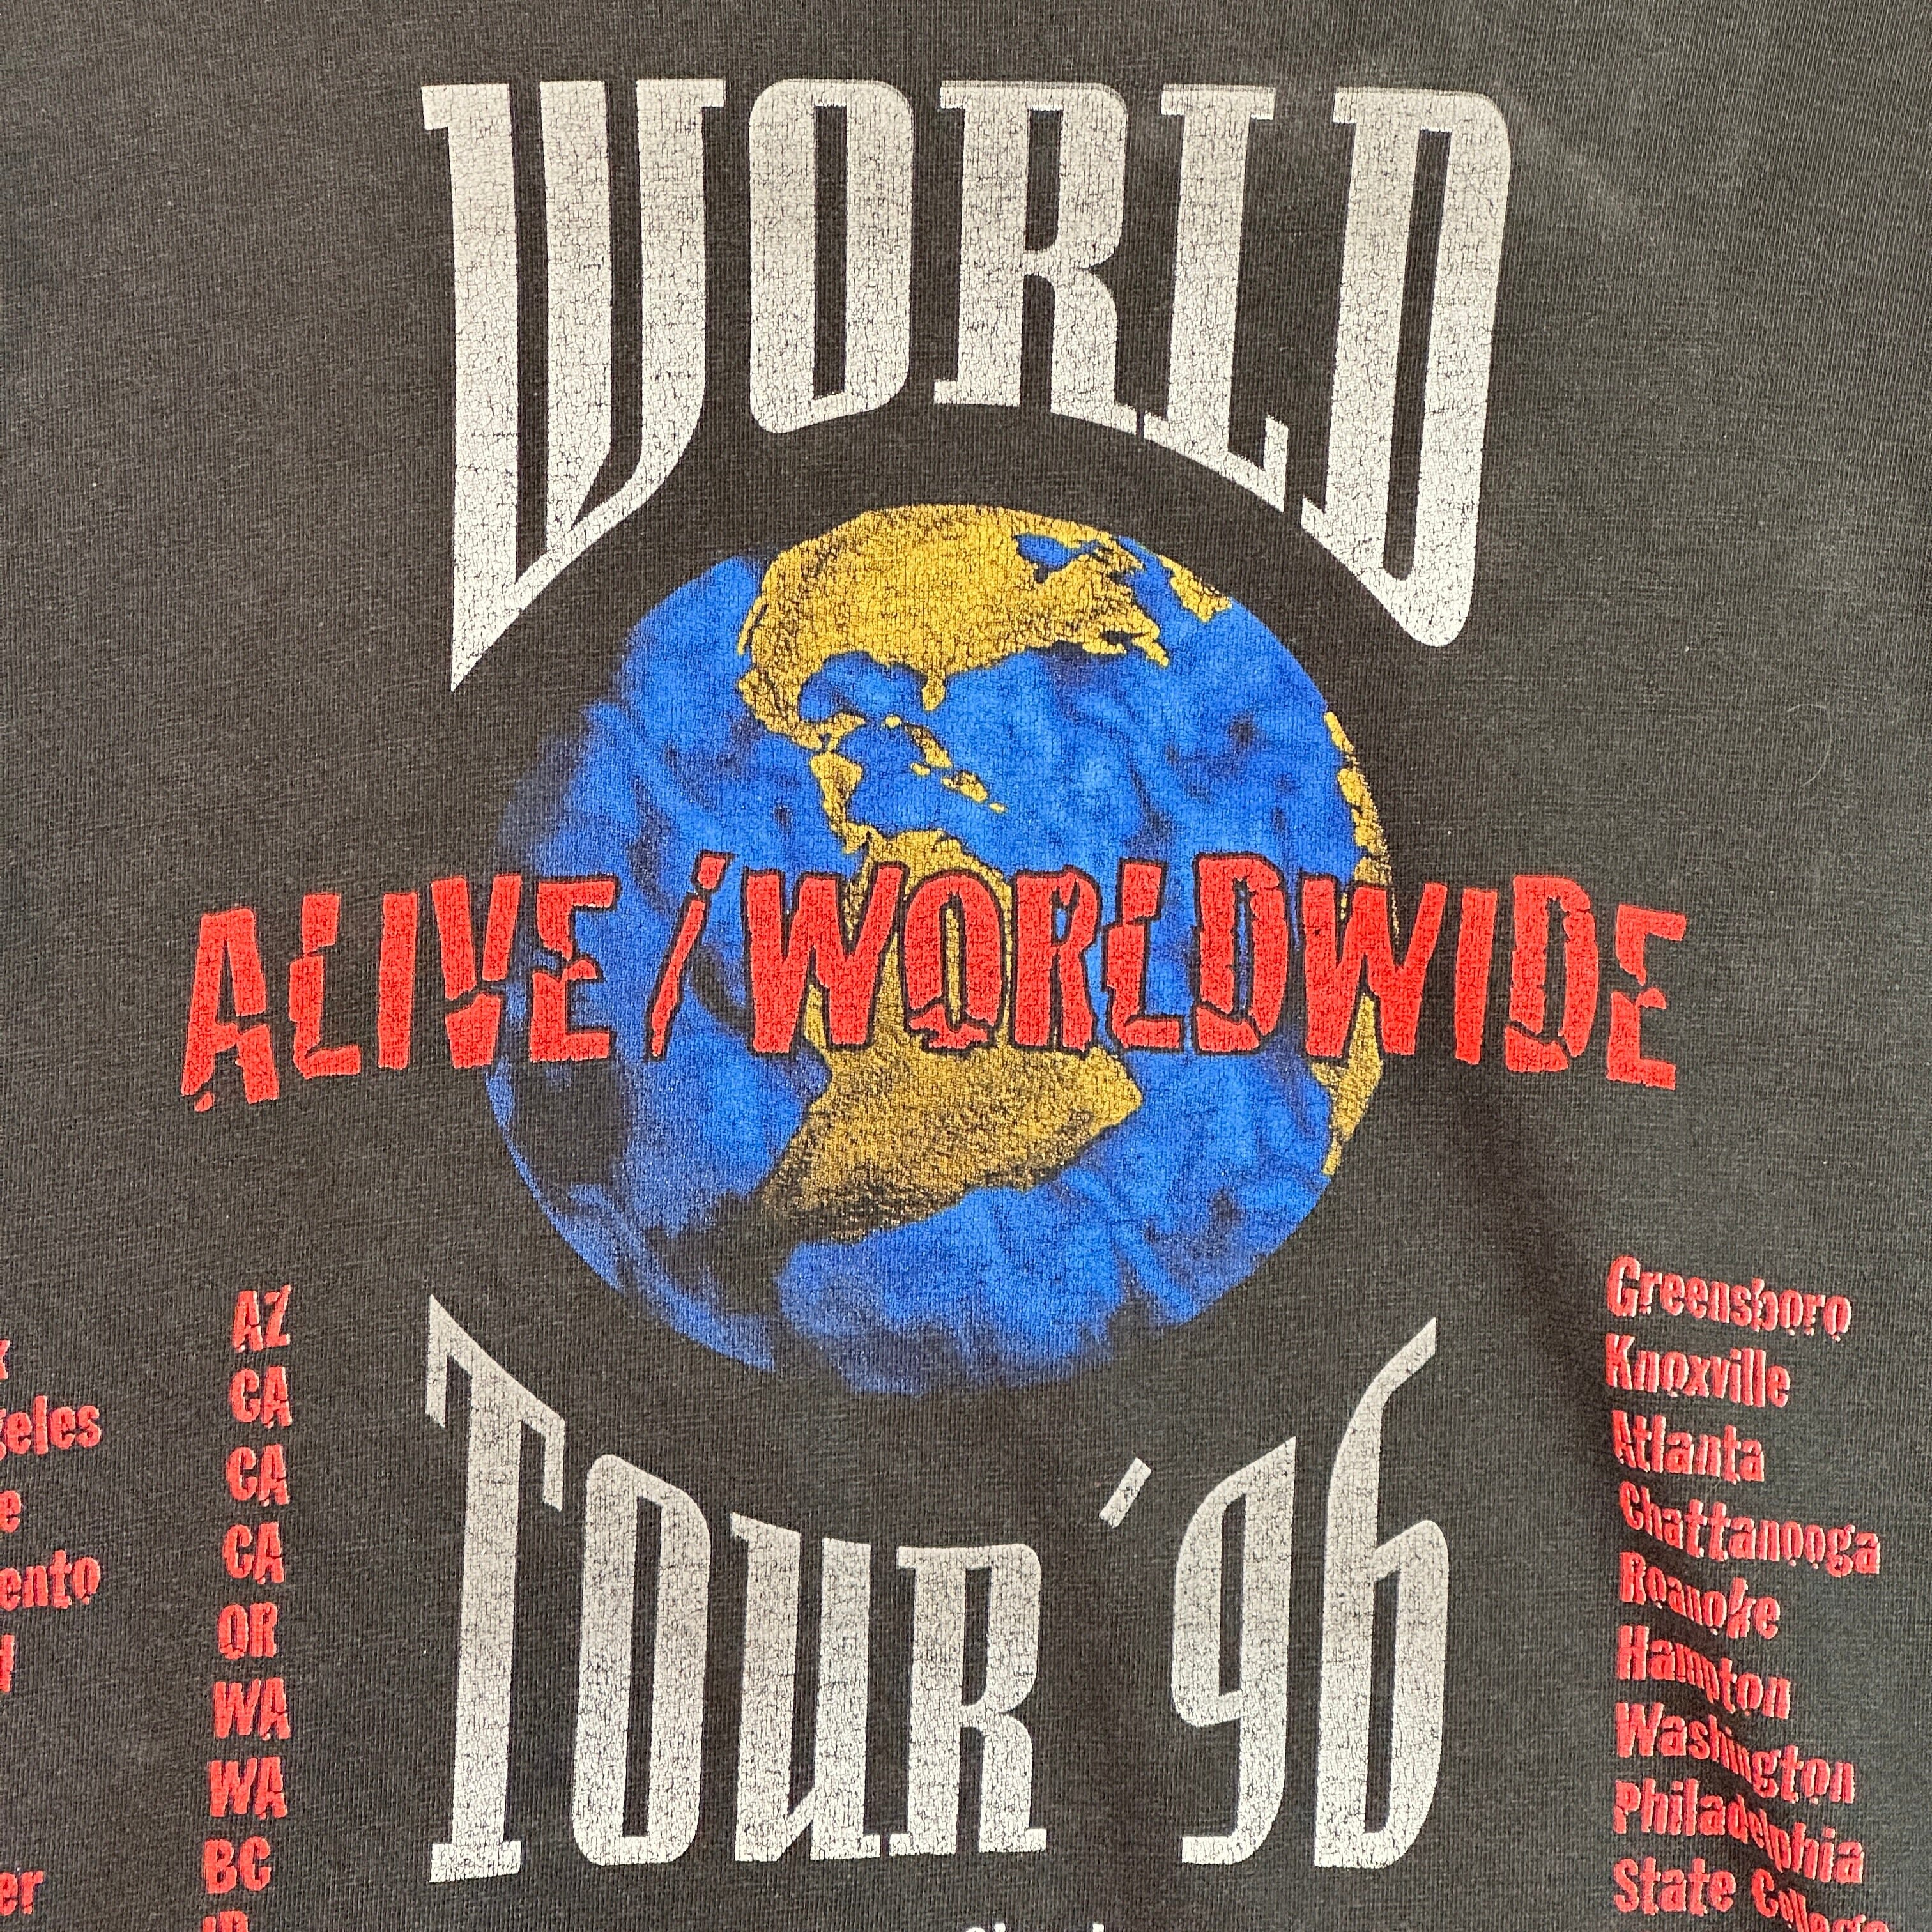 WORLD
ALIVE/WORLDWIDE
TOUR '96
AZ
CA
CA
CA
OR
WA
WA
BC
Greensboro
Knoxville
Atlanta
Chattanooga
Roanoke
Hampton
Washington
Philadelphia
State